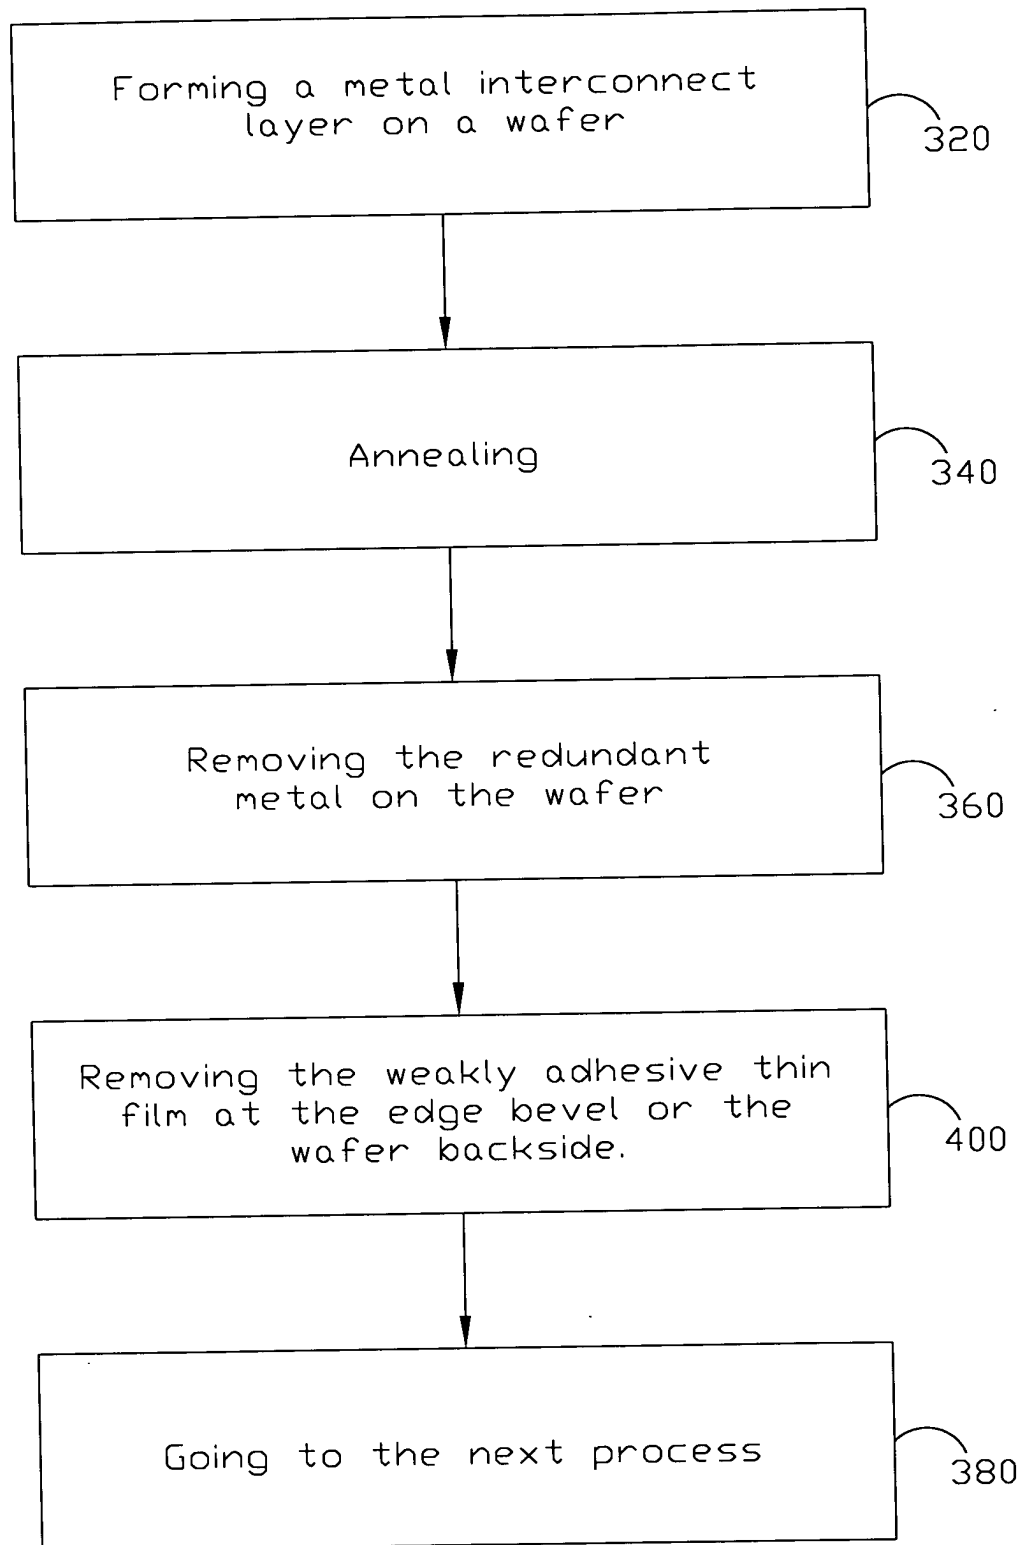 Forming a metal interconnect
layer on a wafer
320
Annealing
340
Removing the redundant
metal on the wafer
360
Removing the weakly adhesive thin
film at the edge bevel or the
wafer backside.
400
Going to the next process
380